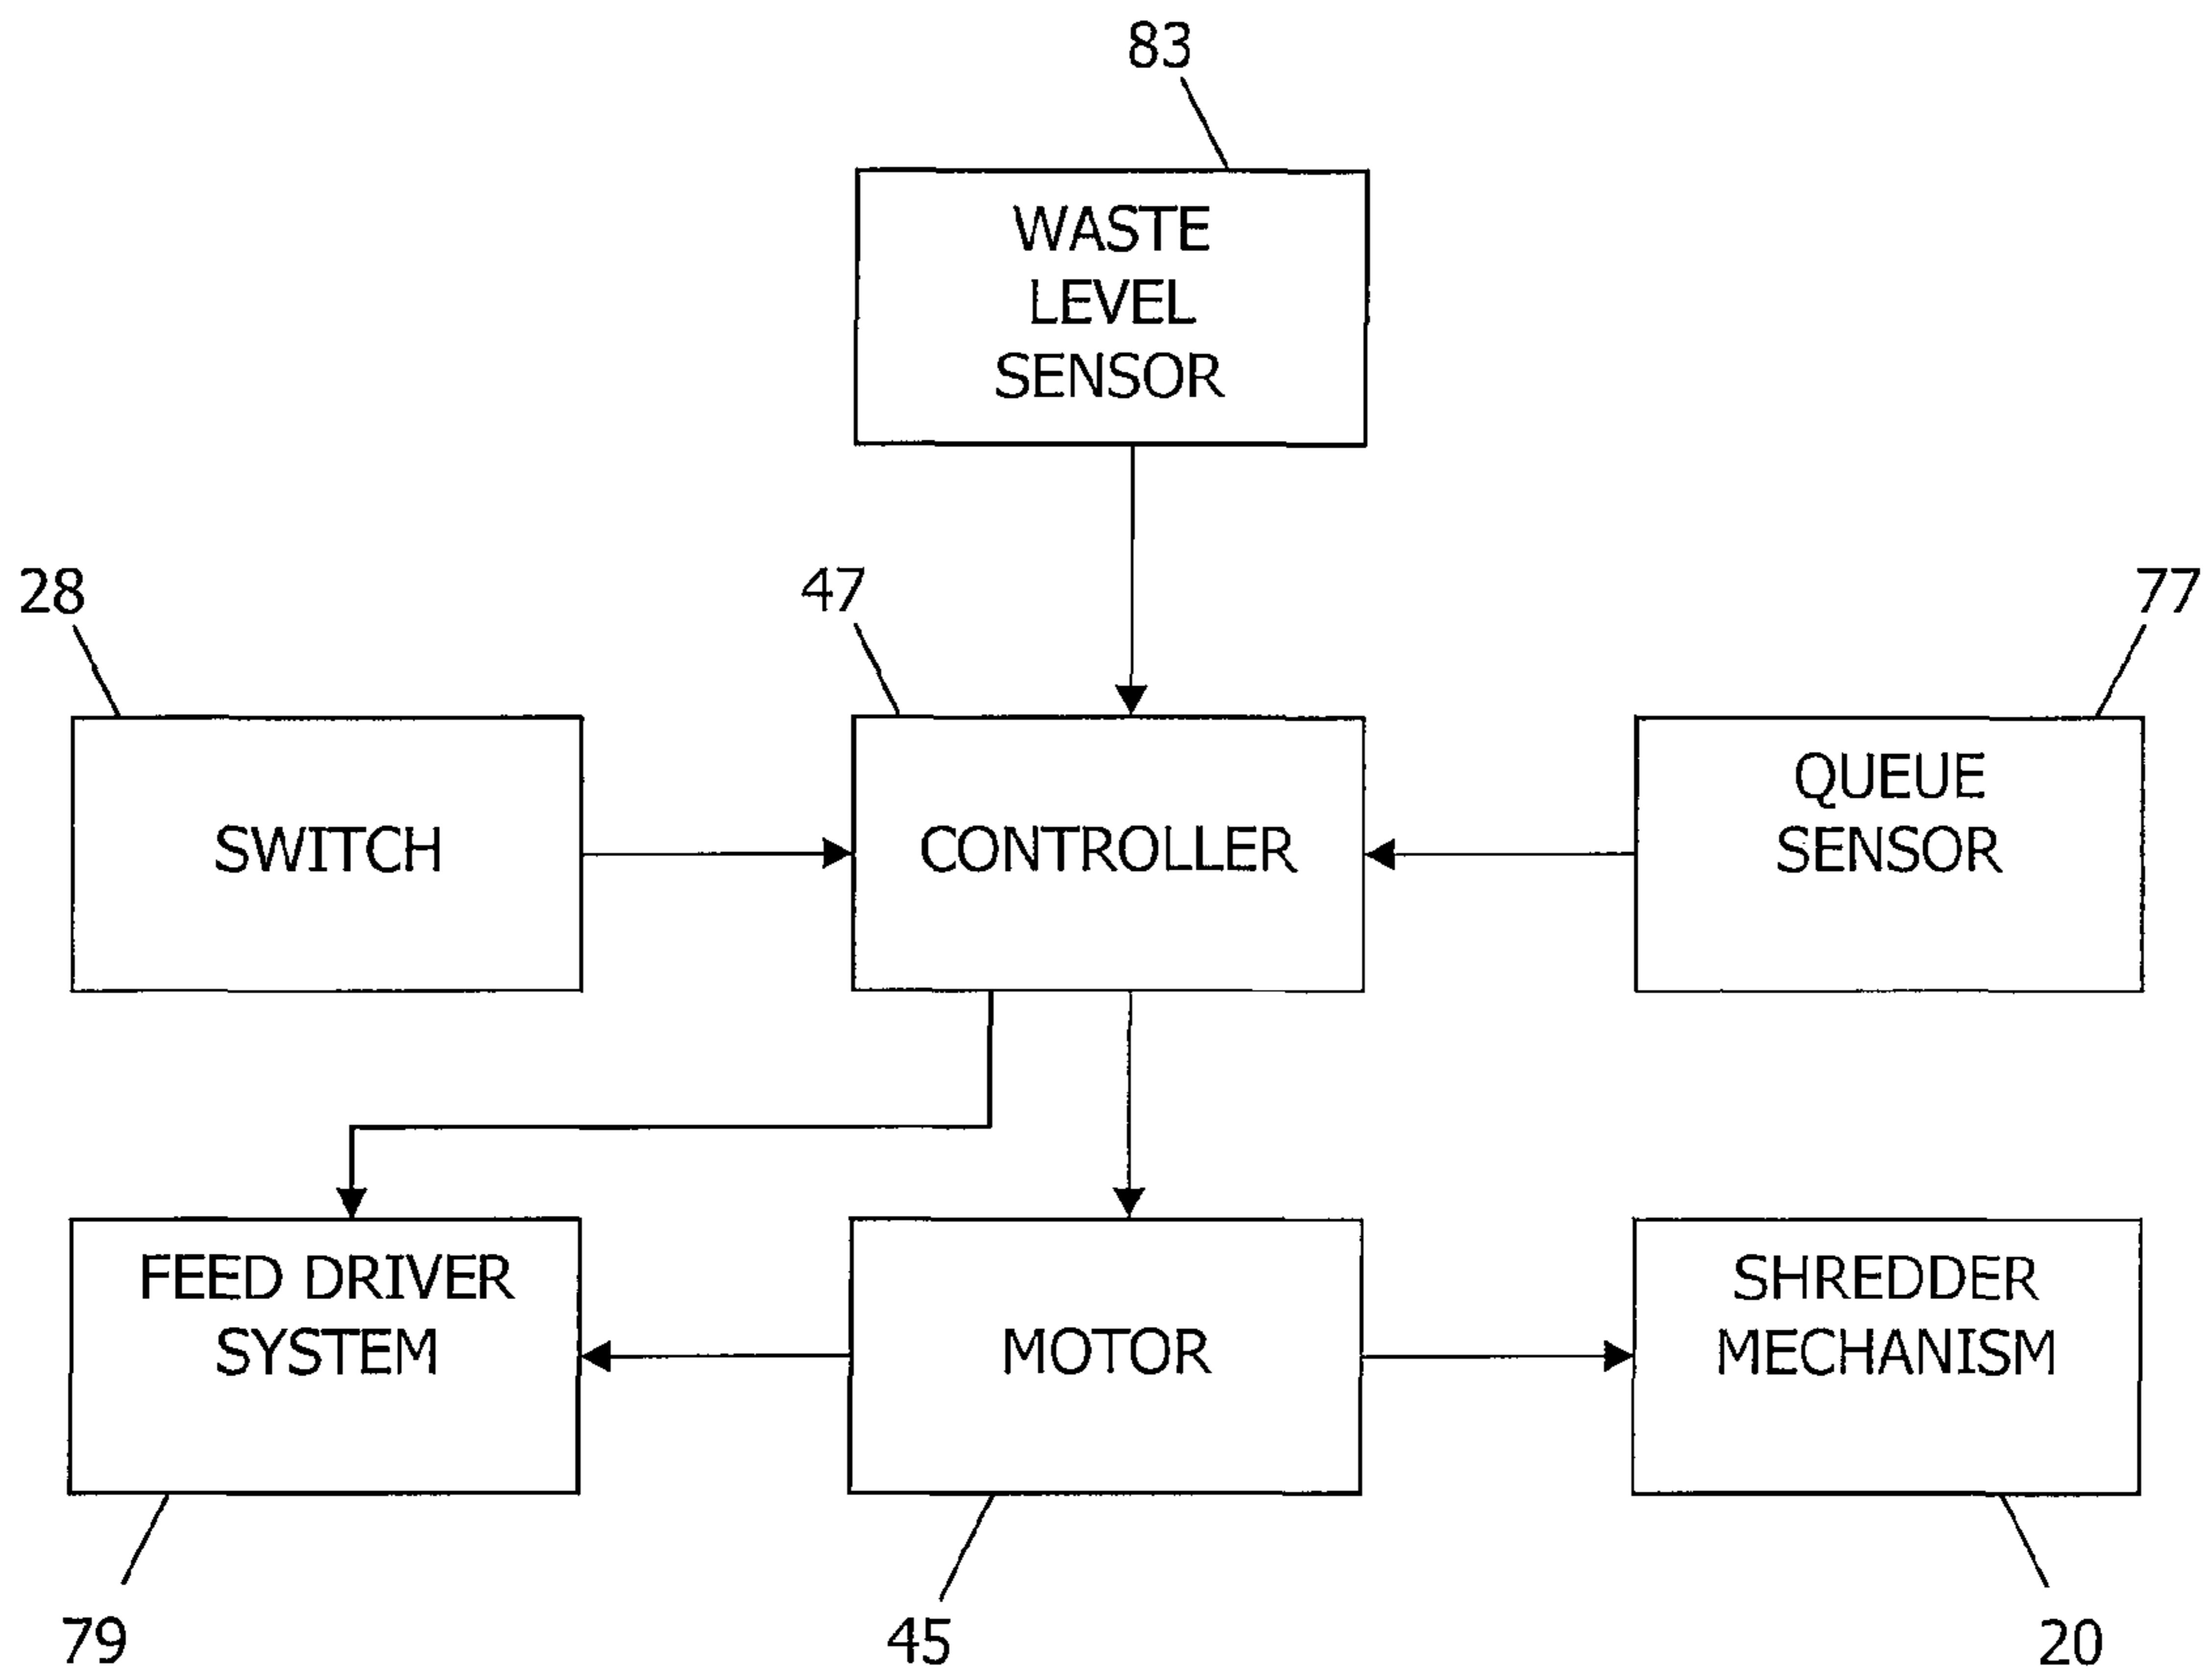 83
WASTE
LEVEL
SENSOR
28
47
77
SWITCH
CONTROLLER
QUEUE
SENSOR
FEED DRIVER
SYSTEM
MOTOR
SHREDDER
MECHANISM
79
45
20